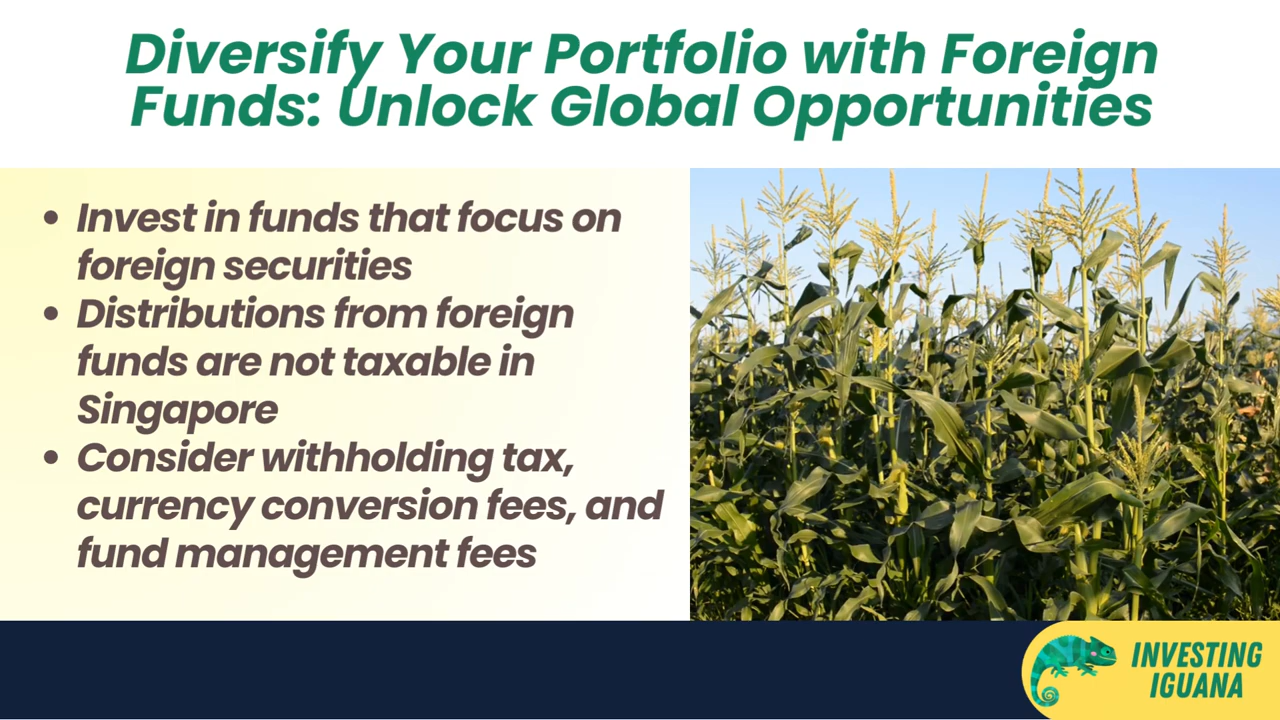 Diversify Your Portfolio with Foreign
Funds: Unlock Global Opportunities
• Invest in funds that focus on
foreign securities
• Distributions from foreign
funds are not taxable in
Singapore
• Consider withholding tax,
currency conversion fees, and
fund management fees
INVESTING
IGUANA